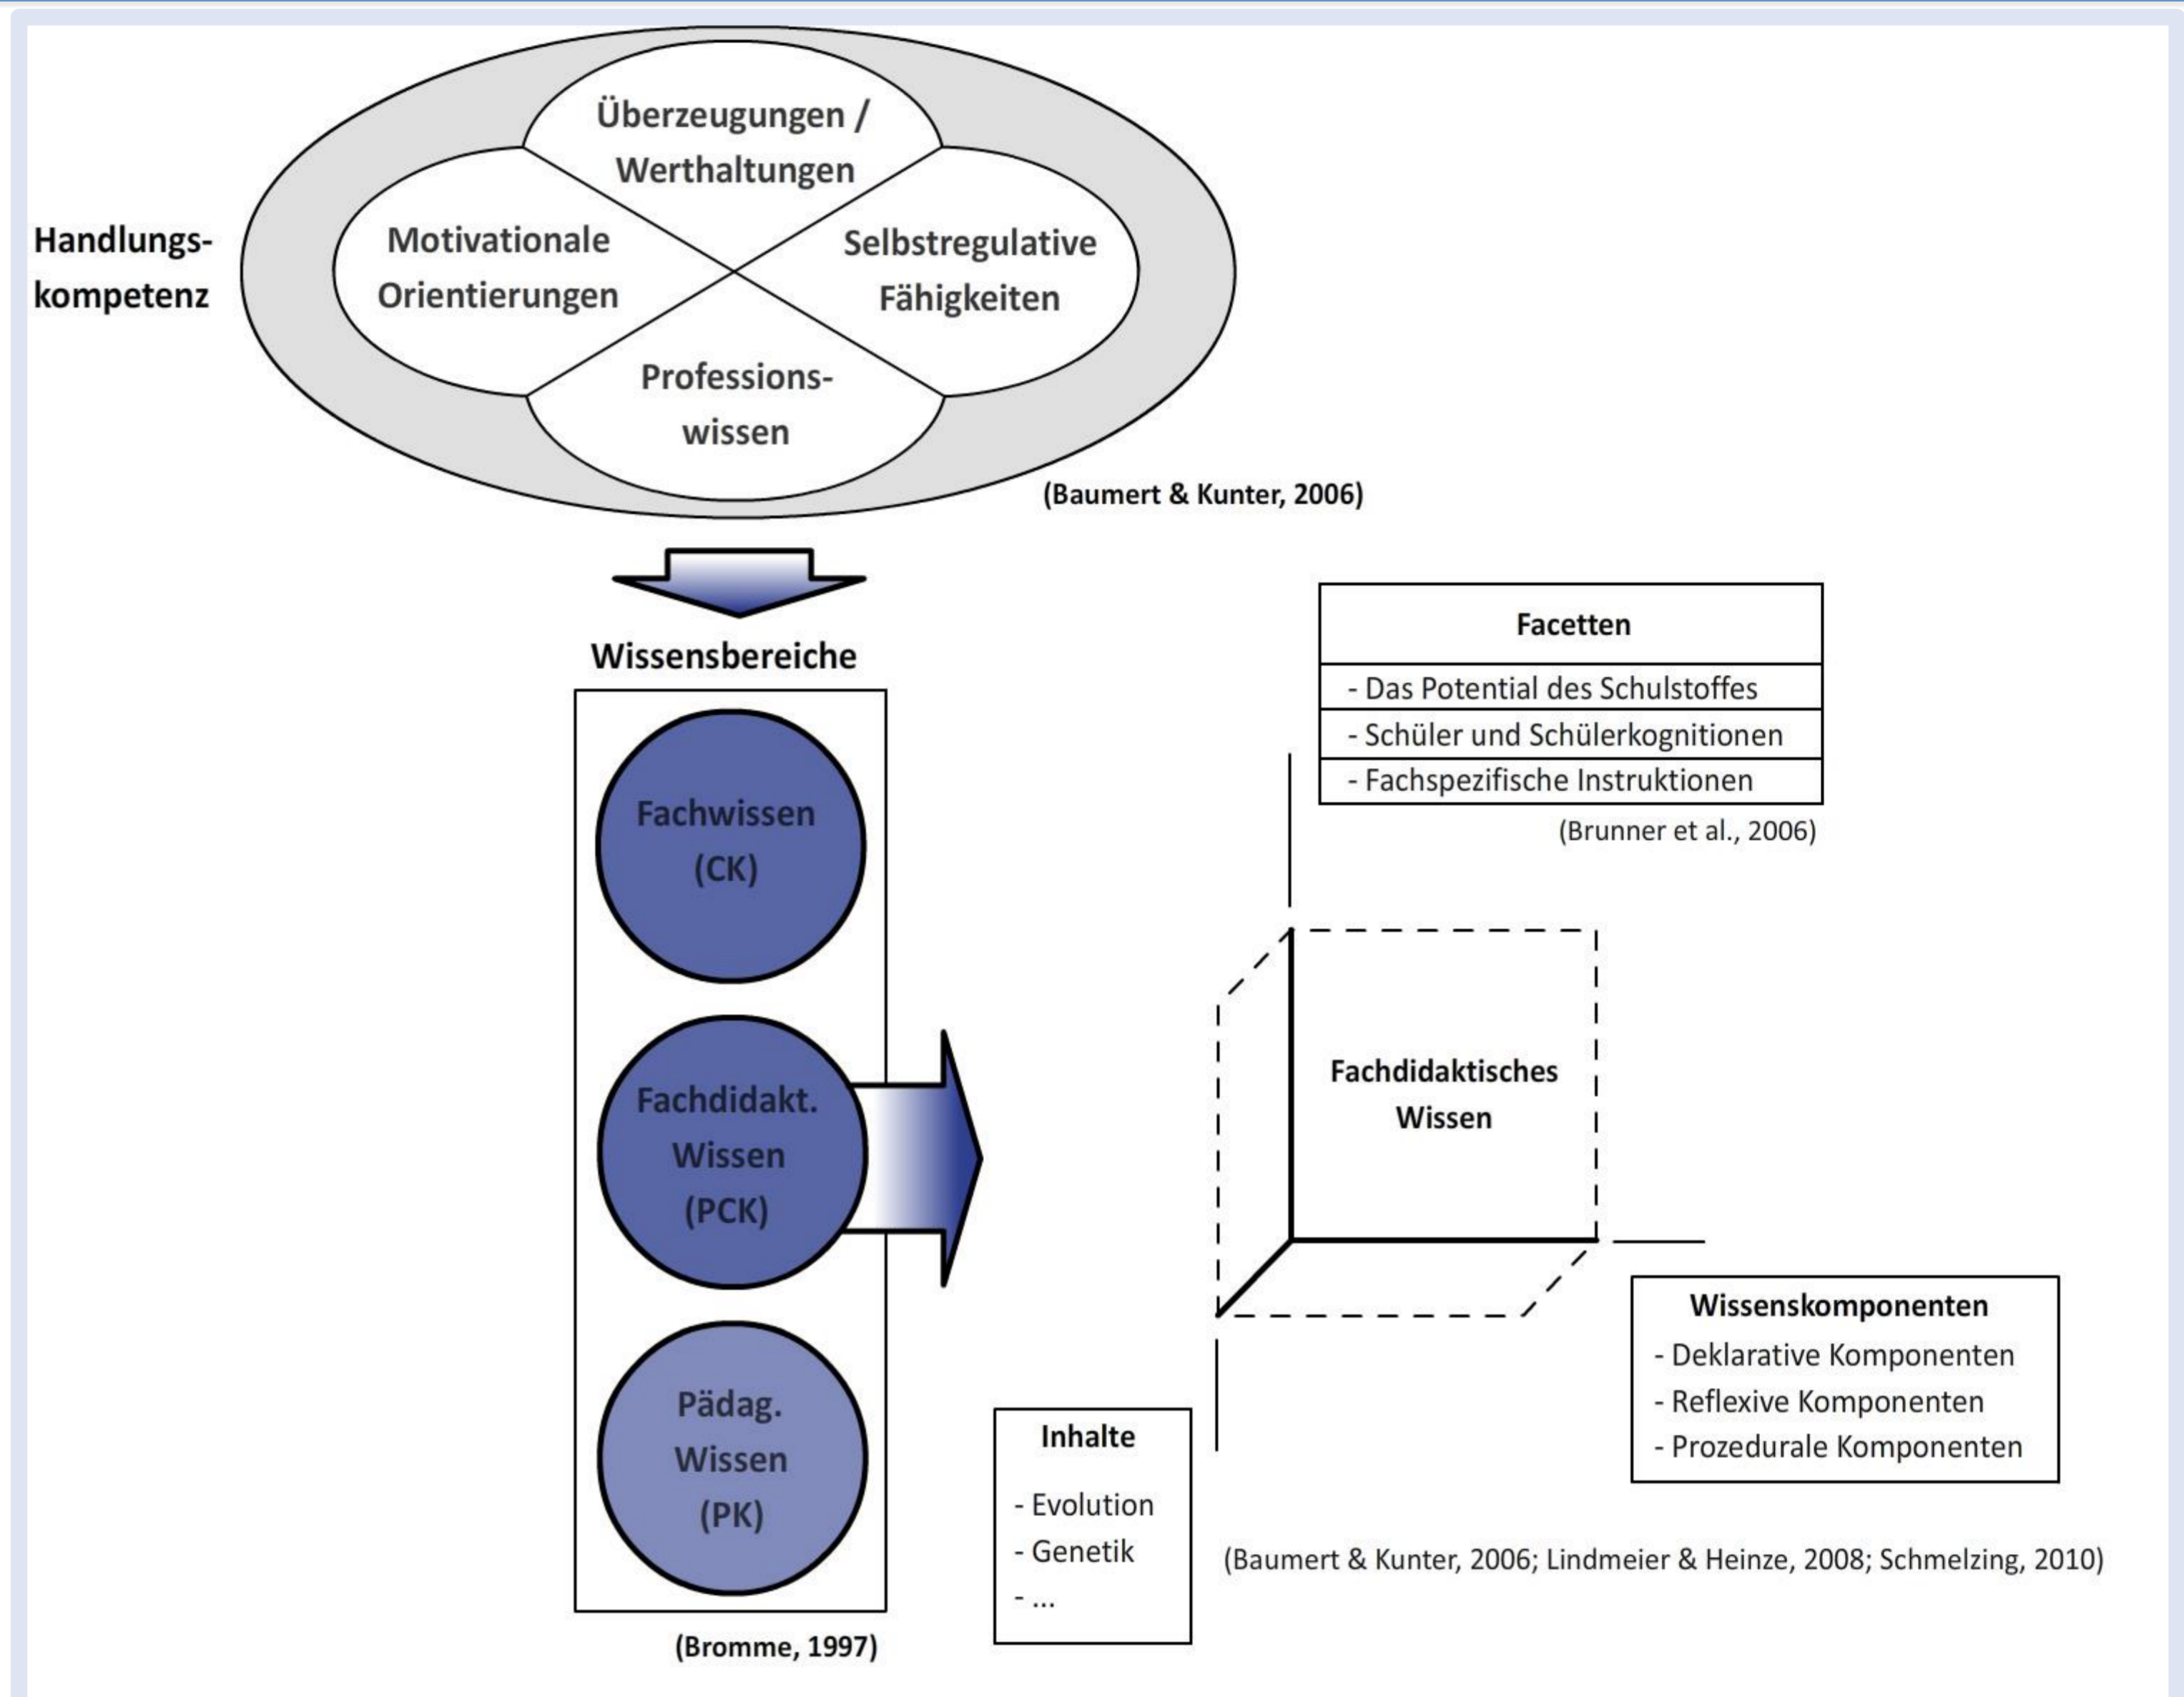 Überzeugungen /
Werthaltungen
Handlungs-
kompetenz
Motivationale
Orientierungen
Selbstregulative
Fähigkeiten
Professions-
wissen
(Baumert & Kunter, 2006)
Wissensbereiche
Fachwissen
(CK)
Fachdidakt.
Wissen
(PCK)
Pädag.
Wissen
(PK)
(Bromme, 1997)
Facetten
- Das Potential des Schulstoffes
- Schüler und Schülerkognitionen
- Fachspezifische Instruktionen
(Brunner et al., 2006)
Fachdidaktisches
Wissen
Wissenskomponenten
- Deklarative Komponenten
- Reflexive Komponenten
- Prozedurale Komponenten
Inhalte
- Evolution
- Genetik
- ...
(Baumert & Kunter, 2006; Lindmeier & Heinze, 2008; Schmelzing, 2010)